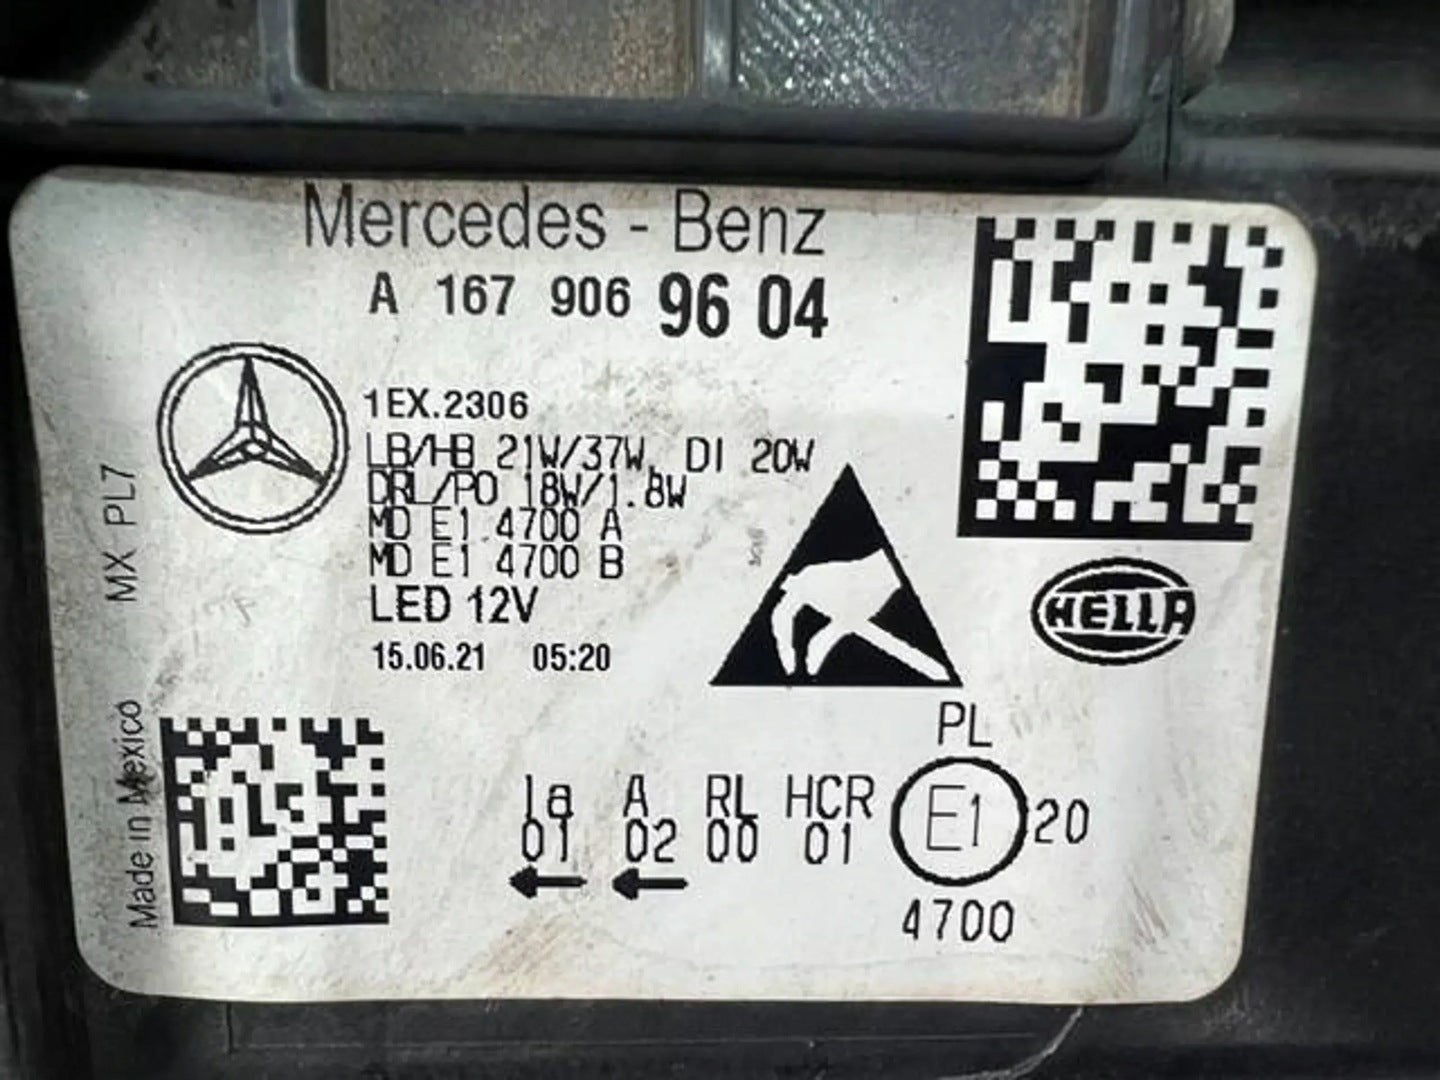 Mercedes - Benz
A 167 906 96 04
1EX.2306
LB/HB 21W/37W, DI 20W
DRL/PO 18W/1.8W
MD E1 4700 A
MD E1 4700 B
LED 12V
15.06.21 05:20
MX PL7
Made in Mexico
HELLA
PL
1a A RL HCR E1 20
01 02 00 01
4700